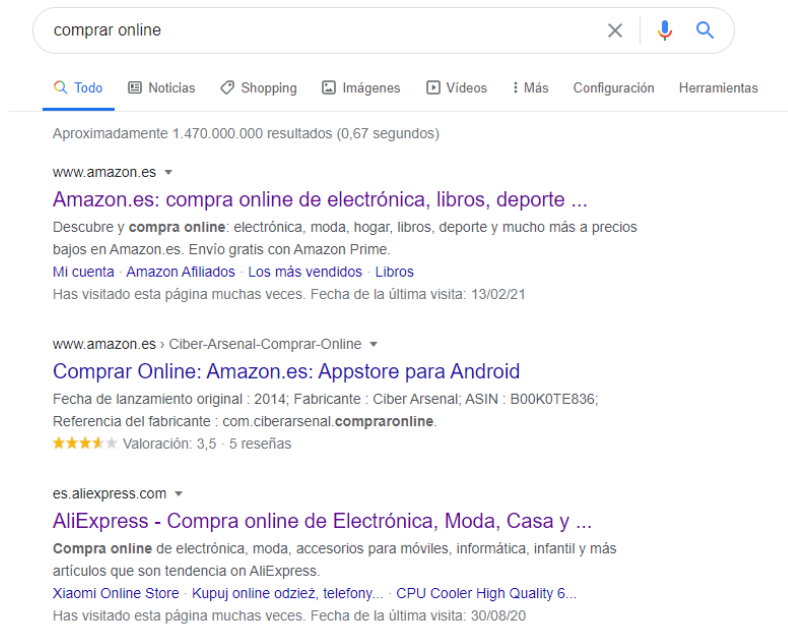 comprar online
Todo Noticias Shopping Imágenes Vídeos Más Configuración Herramientas
Aproximadamente 1.470.000.000 resultados (0,67 segundos)
www.amazon.es
Amazon.es: compra online de electrónica, libros, deporte ...
Descubre y compra online: electrónica, moda, hogar, libros, deporte y mucho más a precios
bajos en Amazon.es. Envío gratis con Amazon Prime.
Mi cuenta · Amazon Afiliados · Los más vendidos · Libros
Has visitado esta página muchas veces. Fecha de la última visita: 13/02/21
www.amazon.es › Ciber-Arsenal-Comprar-Online
Comprar Online: Amazon.es: Appstore para Android
Fecha de lanzamiento original : 2014; Fabricante : Ciber Arsenal; ASIN : B00K0TE836;
Referencia del fabricante : com.ciberarsenal.compraronline.
Valoración: 3,5 · 5 reseñas
es.aliexpress.com
AliExpress - Compra online de Electrónica, Moda, Casa y ...
Compra online de electrónica, moda, accesorios para móviles, informática, infantil y más
artículos que son tendencia on AliExpress.
Xiaomi Online Store · Kupuj online odzież, telefony... · CPU Cooler High Quality 6...
Has visitado esta página muchas veces. Fecha de la última visita: 30/08/20